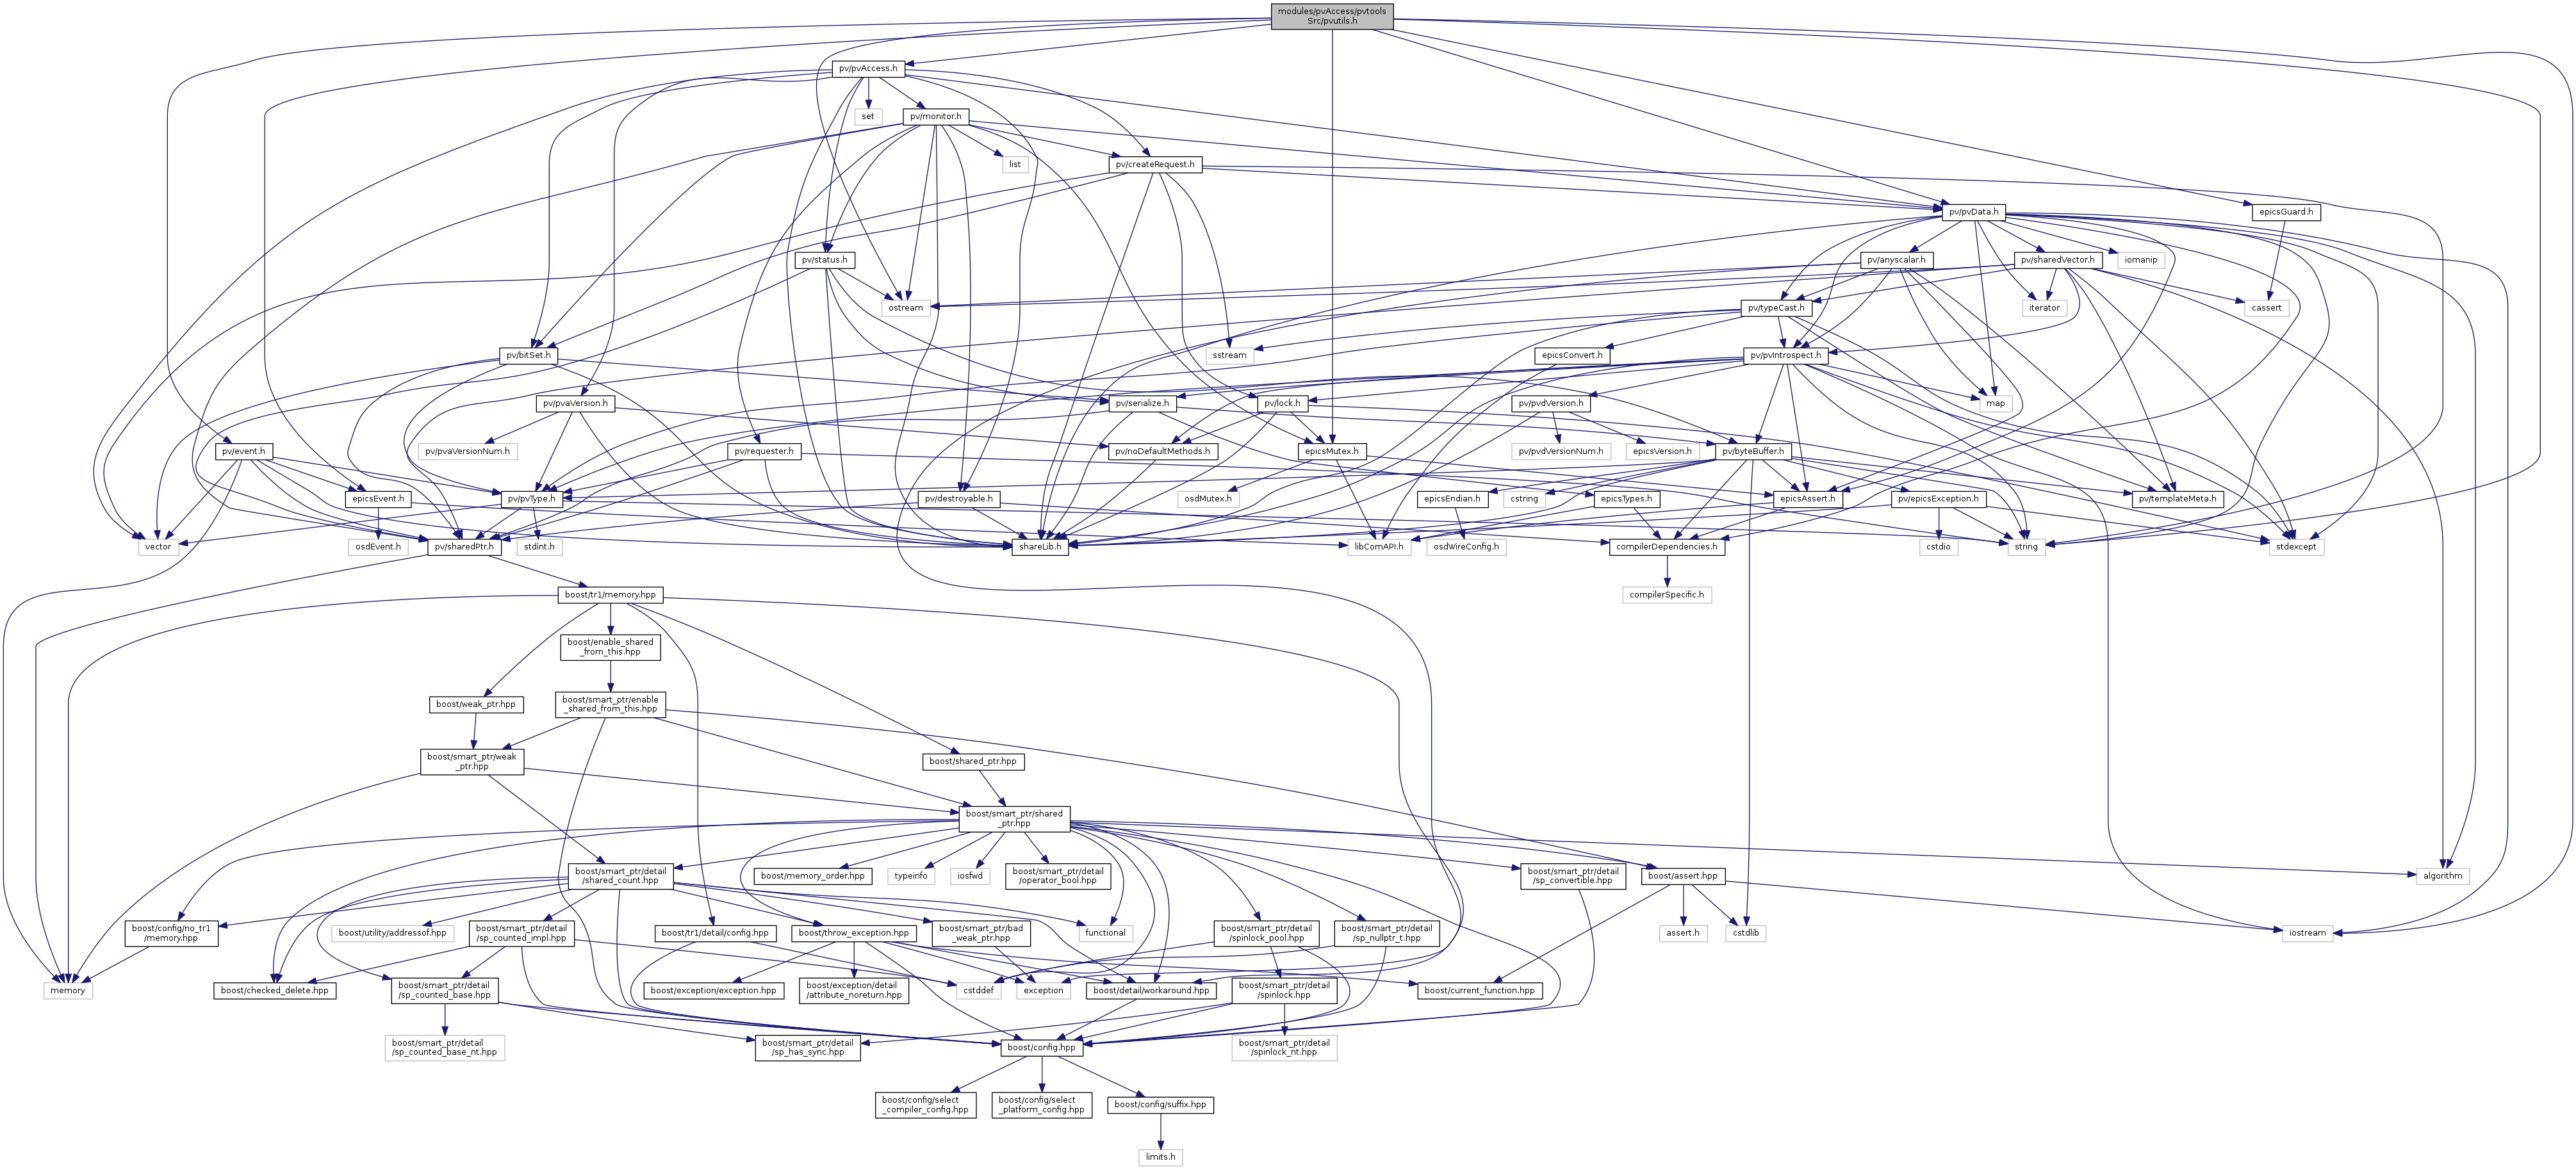 modules/pvAccess/pvtools
Src/pvutils.h
pv/pvAccess.h
set
pv/monitor.h
list
pv/createRequest.h
pv/pvData.h
epicsGuard.h
pv/status.h
pv/anyscalar.h
pv/sharedVector.h
iomanip
ostream
pv/typeCast.h
iterator
cassert
pv/bitSet.h
sstream
epicsConvert.h
pv/pvIntrospect.h
pv/pvaVersion.h
pv/serialize.h
pv/lock.h
pv/pvdVersion.h
map
pv/event.h
pv/pvaVersionNum.h
pv/requester.h
pv/noDefaultMethods.h
epicsMutex.h
pv/pvdVersionNum.h
epicsVersion.h
pv/byteBuffer.h
epicsEvent.h
pv/pvType.h
pv/destroyable.h
osdMutex.h
epicsEndian.h
cstring
epicsTypes.h
epicsAssert.h
pv/epicsException.h
pv/templateMeta.h
vector
osdEvent.h
pv/sharedPtr.h
stdint.h
shareLib.h
libComAPI.h
osdWireConfig.h
compilerDependencies.h
cstdio
string
stdexcept
boost/tr1/memory.hpp
compilerSpecific.h
boost/enable_shared
_from_this.hpp
boost/weak_ptr.hpp
boost/smart_ptr/enable
_shared_from_this.hpp
boost/smart_ptr/weak
_ptr.hpp
boost/shared_ptr.hpp
boost/smart_ptr/shared
_ptr.hpp
boost/smart_ptr/detail
/shared_count.hpp
boost/memory_order.hpp
typeinfo
iosfwd
boost/smart_ptr/detail
/operator_bool.hpp
boost/smart_ptr/detail
/sp_convertible.hpp
boost/assert.hpp
algorithm
boost/config/no_tr1
/memory.hpp
boost/utility/addressof.hpp
boost/smart_ptr/detail
/sp_counted_impl.hpp
boost/tr1/detail/config.hpp
boost/throw_exception.hpp
boost/smart_ptr/bad
_weak_ptr.hpp
functional
boost/smart_ptr/detail
/spinlock_pool.hpp
boost/smart_ptr/detail
/sp_nullptr_t.hpp
assert.h
cstdlib
iostream
memory
boost/checked_delete.hpp
boost/smart_ptr/detail
/sp_counted_base.hpp
boost/exception/exception.hpp
boost/exception/detail
/attribute_noreturn.hpp
cstddef
exception
boost/detail/workaround.hpp
boost/smart_ptr/detail
/spinlock.hpp
boost/current_function.hpp
boost/smart_ptr/detail
/sp_counted_base_nt.hpp
boost/smart_ptr/detail
/sp_has_sync.hpp
boost/config.hpp
boost/smart_ptr/detail
/spinlock_nt.hpp
boost/config/select
_compiler_config.hpp
boost/config/select
_platform_config.hpp
boost/config/suffix.hpp
limits.h